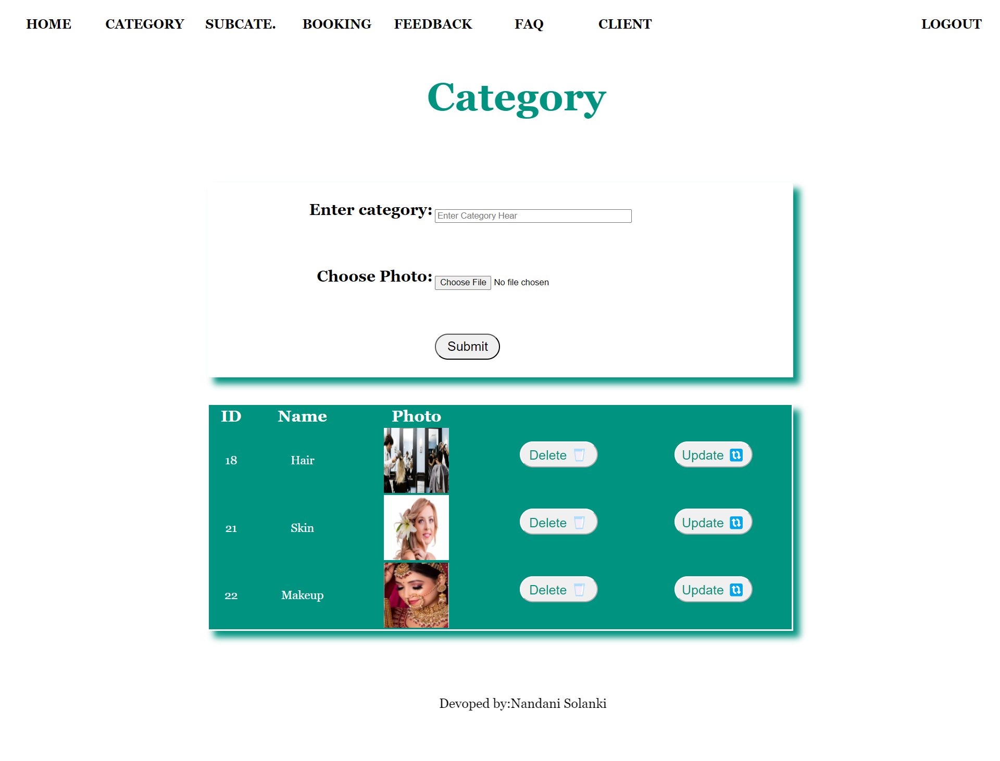 HOME CATEGORY SUBCATE. BOOKING FEEDBACK FAQ CLIENT LOGOUT
Category
Enter category: Enter Category Hear
Choose Photo: Choose File No file chosen
Submit
ID Name Photo
18 Hair Delete Update
21 Skin Delete Update
22 Makeup Delete Update
Devoped by:Nandani Solanki